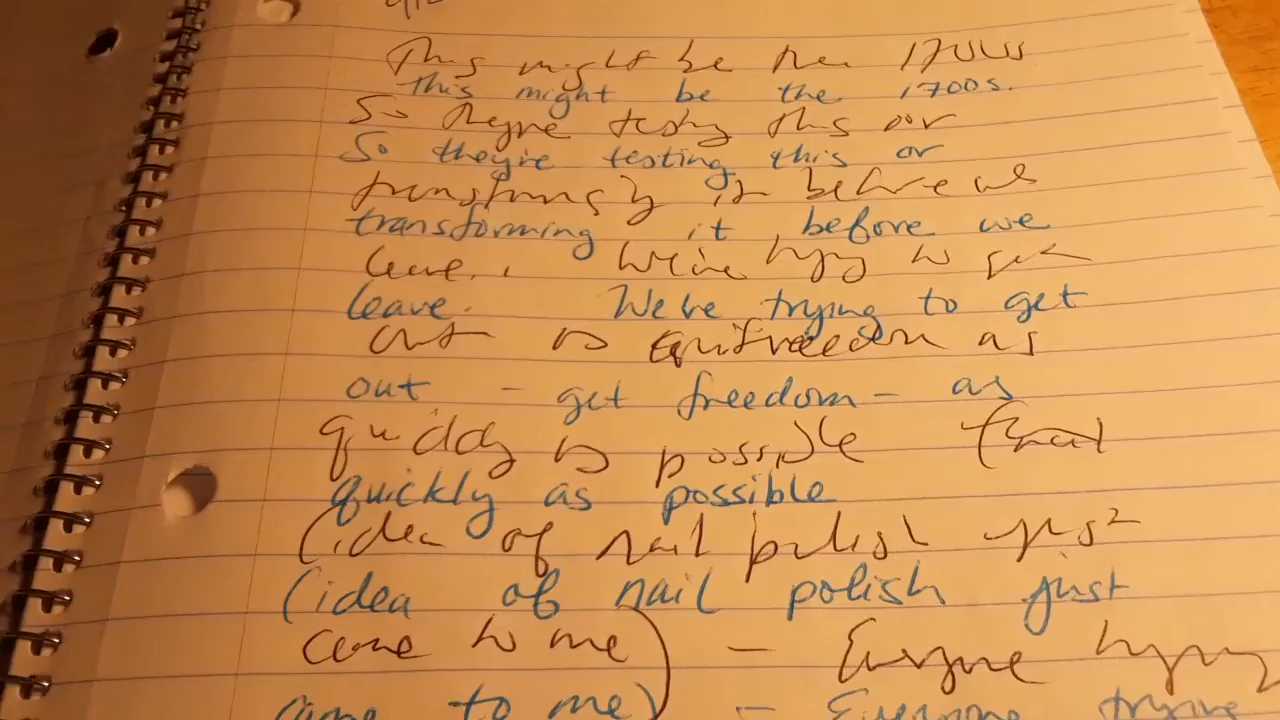 This might be the 1700s
This might be the 1700s.
So they're testing this or
So they're testing this or
transforming it before we
transforming it, before we
leave. We're trying to get
leave. We're trying to get
out freedom as
out - get freedom - as
quickly as possible
quickly as possible
(idea of nail polish just
(idea of nail polish just
came to me) - Everyone trying
came to me) - Everyone trying